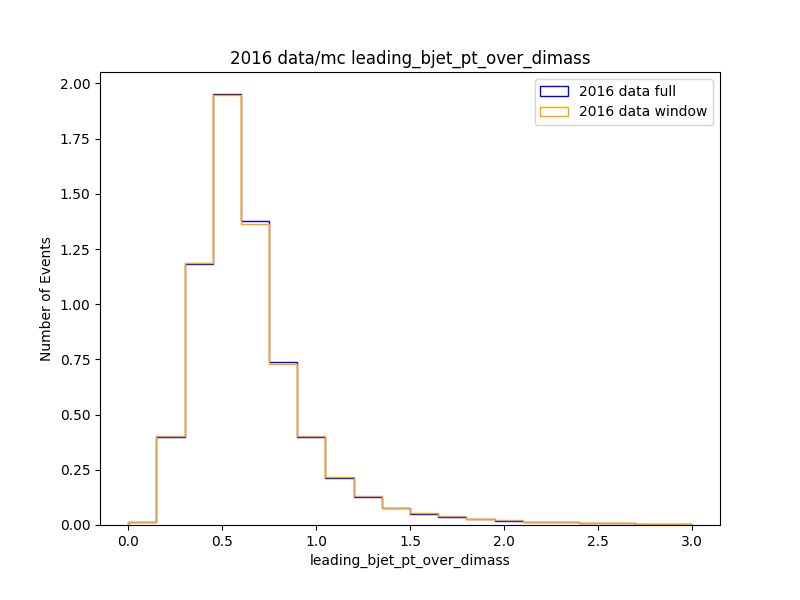 2016 data/mc leading_bjet_pt_over_dimass
2016 data full
2016 data window
Number of Events
2.00
1.75
1.50
1.25
1.00
0.75
0.50
0.25
0.00
0.0 0.5 1.0 1.5 2.0 2.5 3.0
leading_bjet_pt_over_dimass